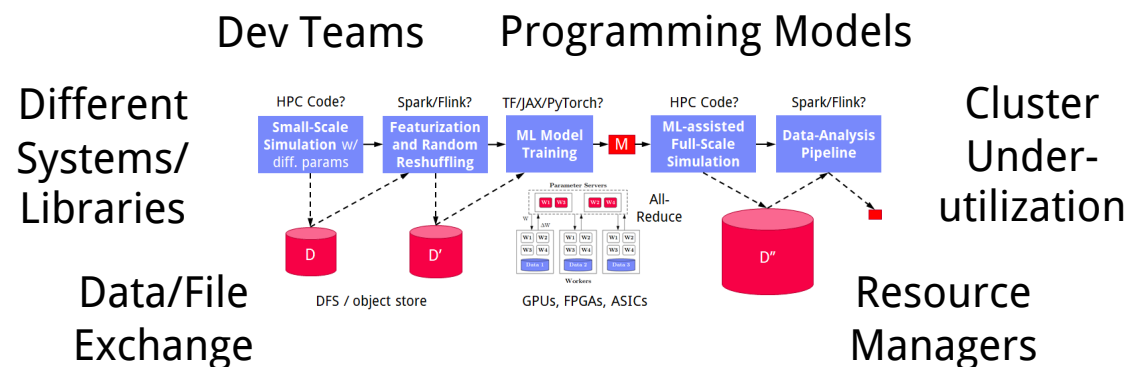 Dev Teams
Programming Models
Different
Systems/
Libraries
Cluster
Under-
utilization
HPC Code?
Spark/Flink?
TF/JAX/PyTorch?
HPC Code?
Spark/Flink?
Small-Scale
Simulation w/
diff. params
Featurization
and Random
Reshuffling
ML Model
Training
M
ML-assisted
Full-Scale
Simulation
Data-Analysis
Pipeline
Parameter Servers
W1 W3
W2 W4
All-
Reduce
W
ΔW
W1 W2
W3 W4
Data 1
W1 W2
W3 W4
Data 2
W1 W2
W3 W4
Data 3
Workers
D
D'
D''
DFS / object store
GPUs, FPGAs, ASICs
Data/File
Exchange
Resource
Managers